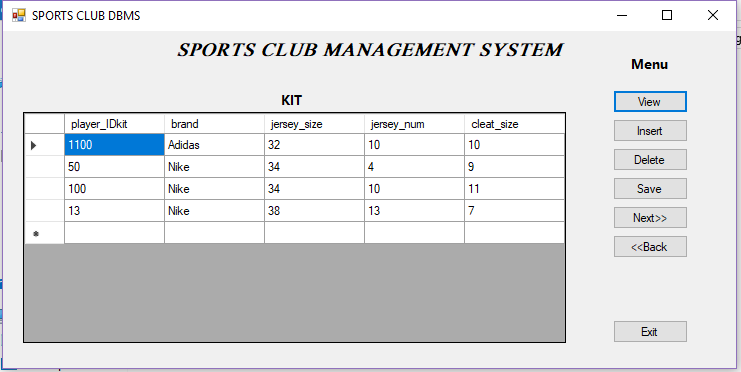 SPORTS CLUB DBMS
SPORTS CLUB MANAGEMENT SYSTEM
Menu
KIT
player_IDkit brand jersey_size jersey_num cleat_size
1100 Adidas 32 10 10
50 Nike 34 4 9
100 Nike 34 10 11
13 Nike 38 13 7
View
Insert
Delete
Save
Next>>
<<Back
Exit